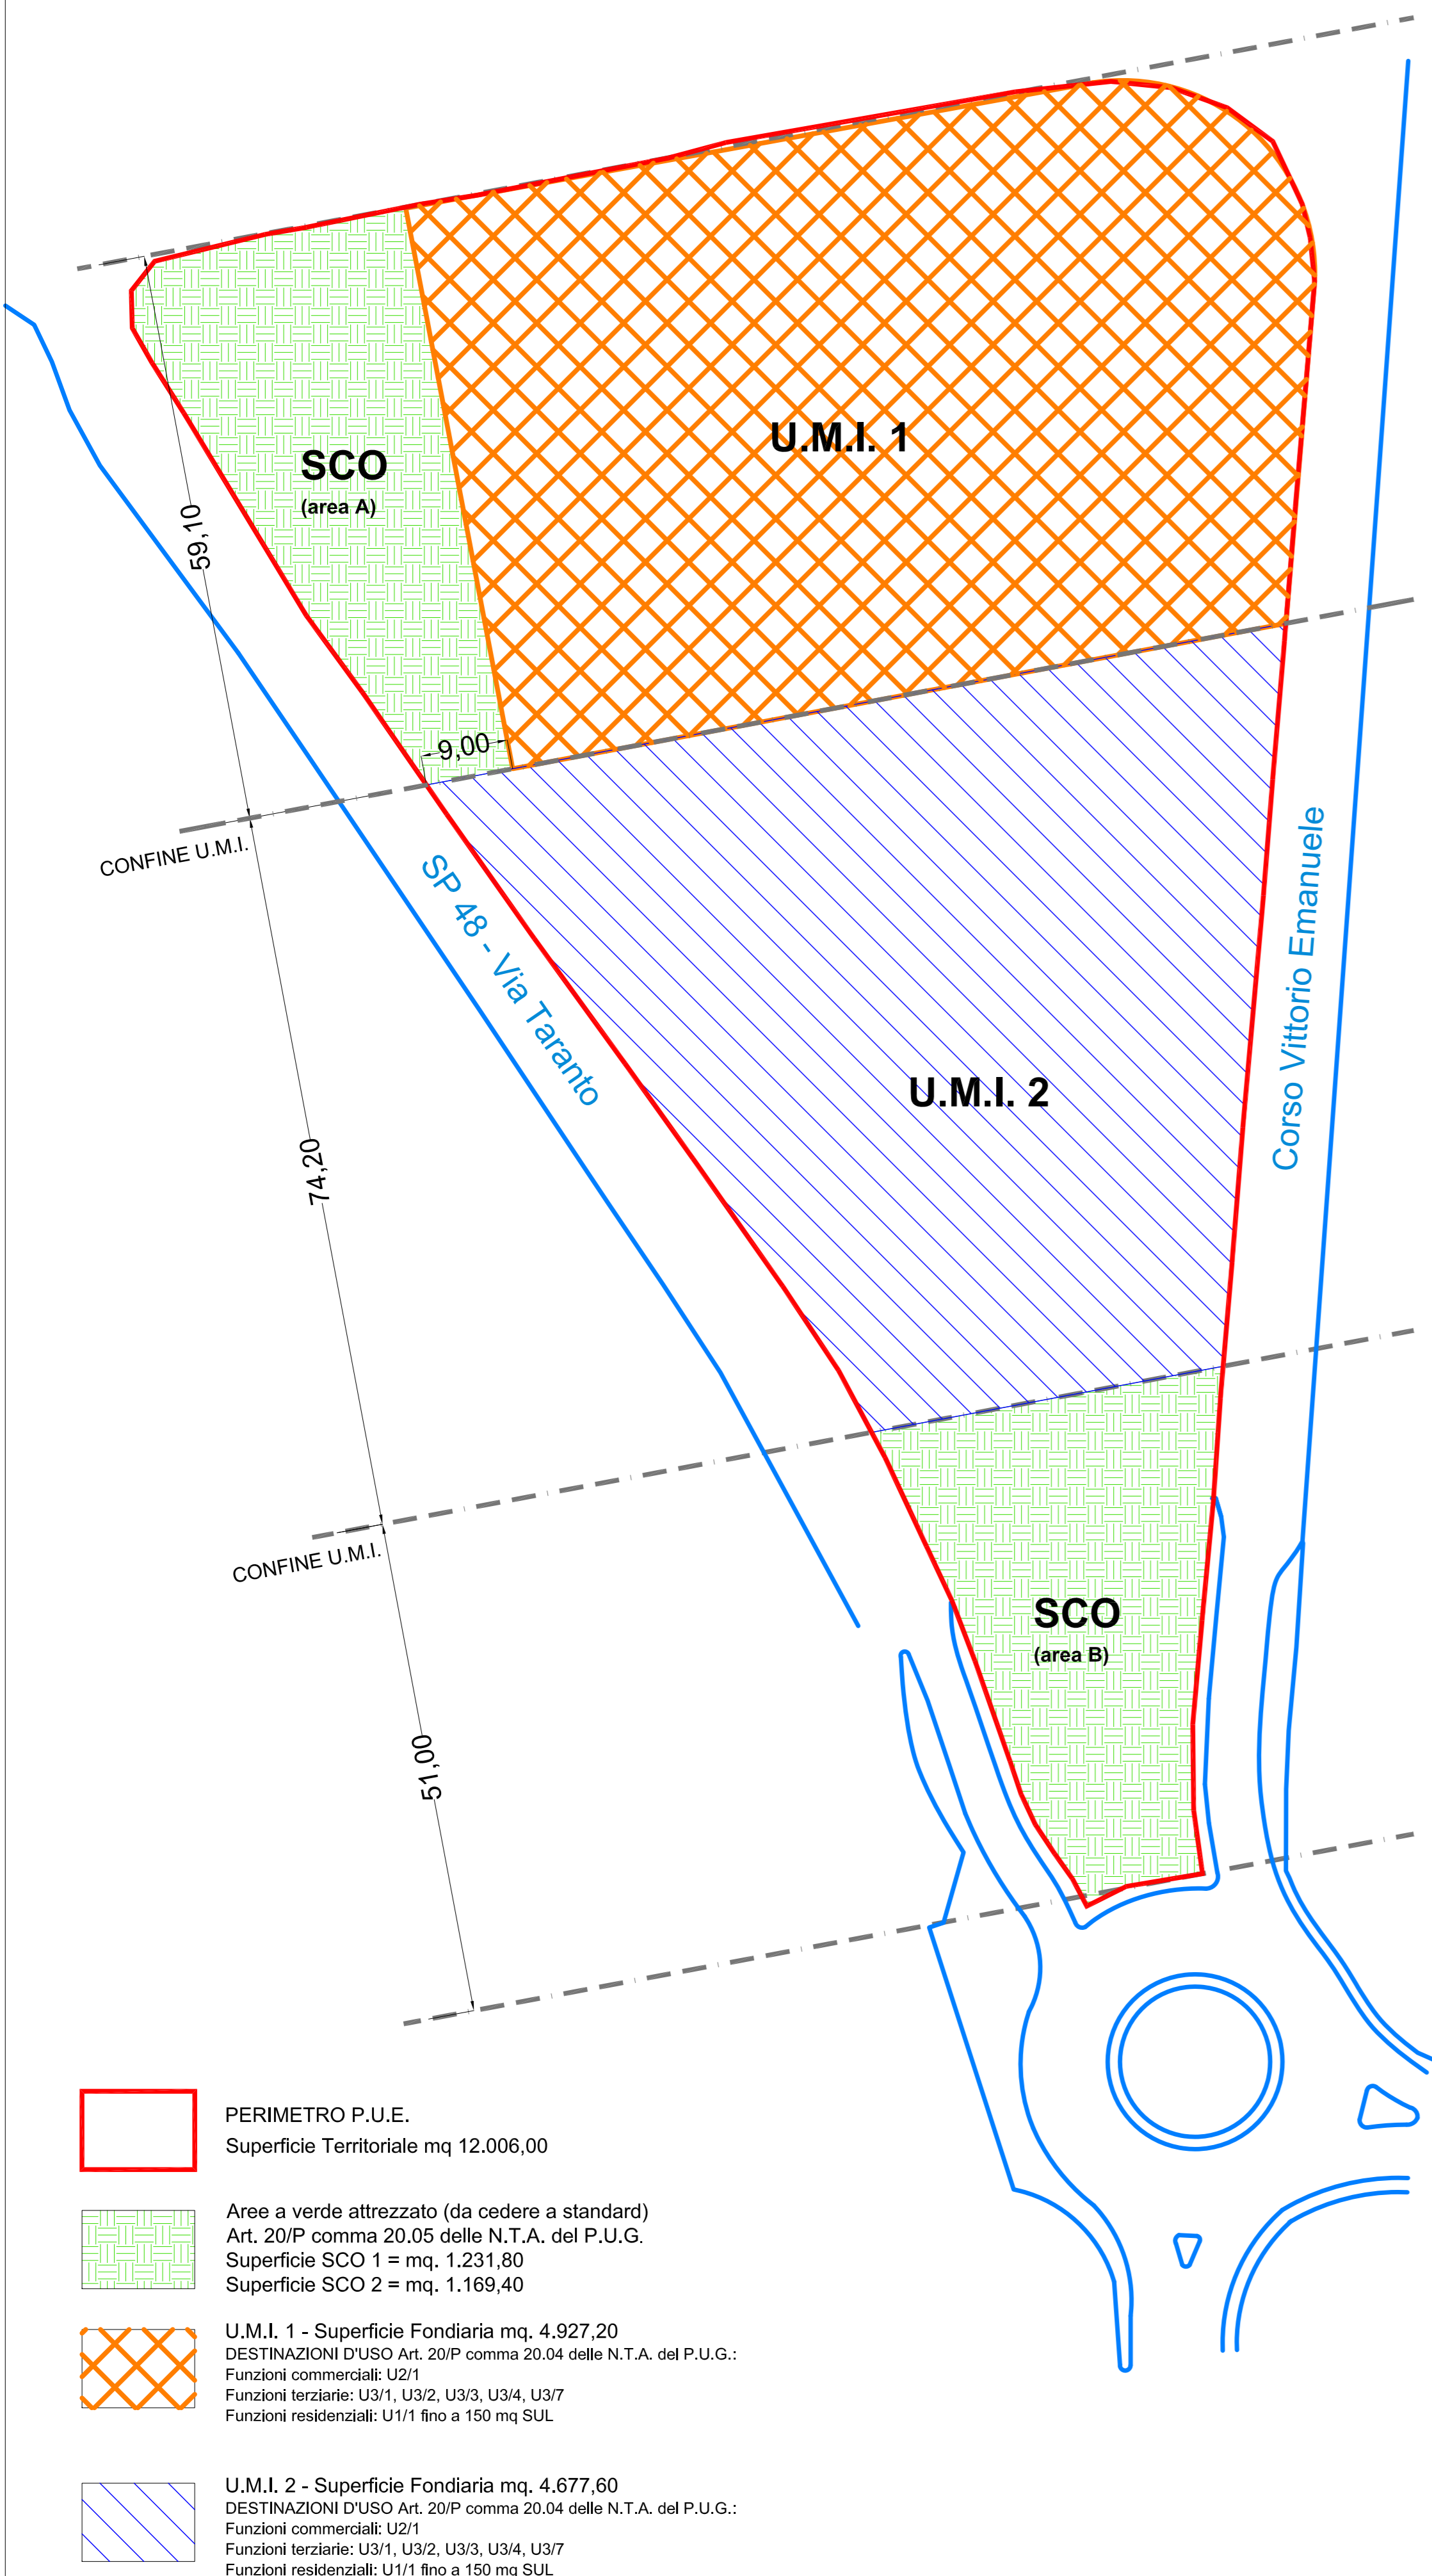 U.M.I. 1
SCO
(area A)
59,10
9,00
CONFINE U.M.I.
SP 48 - Via Taranto
Corso Vittorio Emanuele
U.M.I. 2
74,20
CONFINE U.M.I.
SCO
(area B)
51,00
PERIMETRO P.U.E.
Superficie Territoriale mq 12.006,00
Aree a verde attrezzato (da cedere a standard)
Art. 20/P comma 20.05 delle N.T.A. del P.U.G.
Superficie SCO 1 = mq. 1.231,80
Superficie SCO 2 = mq. 1.169,40
U.M.I. 1 - Superficie Fondiaria mq. 4.927,20
DESTINAZIONI D'USO Art. 20/P comma 20.04 delle N.T.A. del P.U.G.:
Funzioni commerciali: U2/1
Funzioni terziarie: U3/1, U3/2, U3/3, U3/4, U3/7
Funzioni residenziali: U1/1 fino a 150 mq SUL
U.M.I. 2 - Superficie Fondiaria mq. 4.677,60
DESTINAZIONI D'USO Art. 20/P comma 20.04 delle N.T.A. del P.U.G.:
Funzioni commerciali: U2/1
Funzioni terziarie: U3/1, U3/2, U3/3, U3/4, U3/7
Funzioni residenziali: U1/1 fino a 150 mq SUL